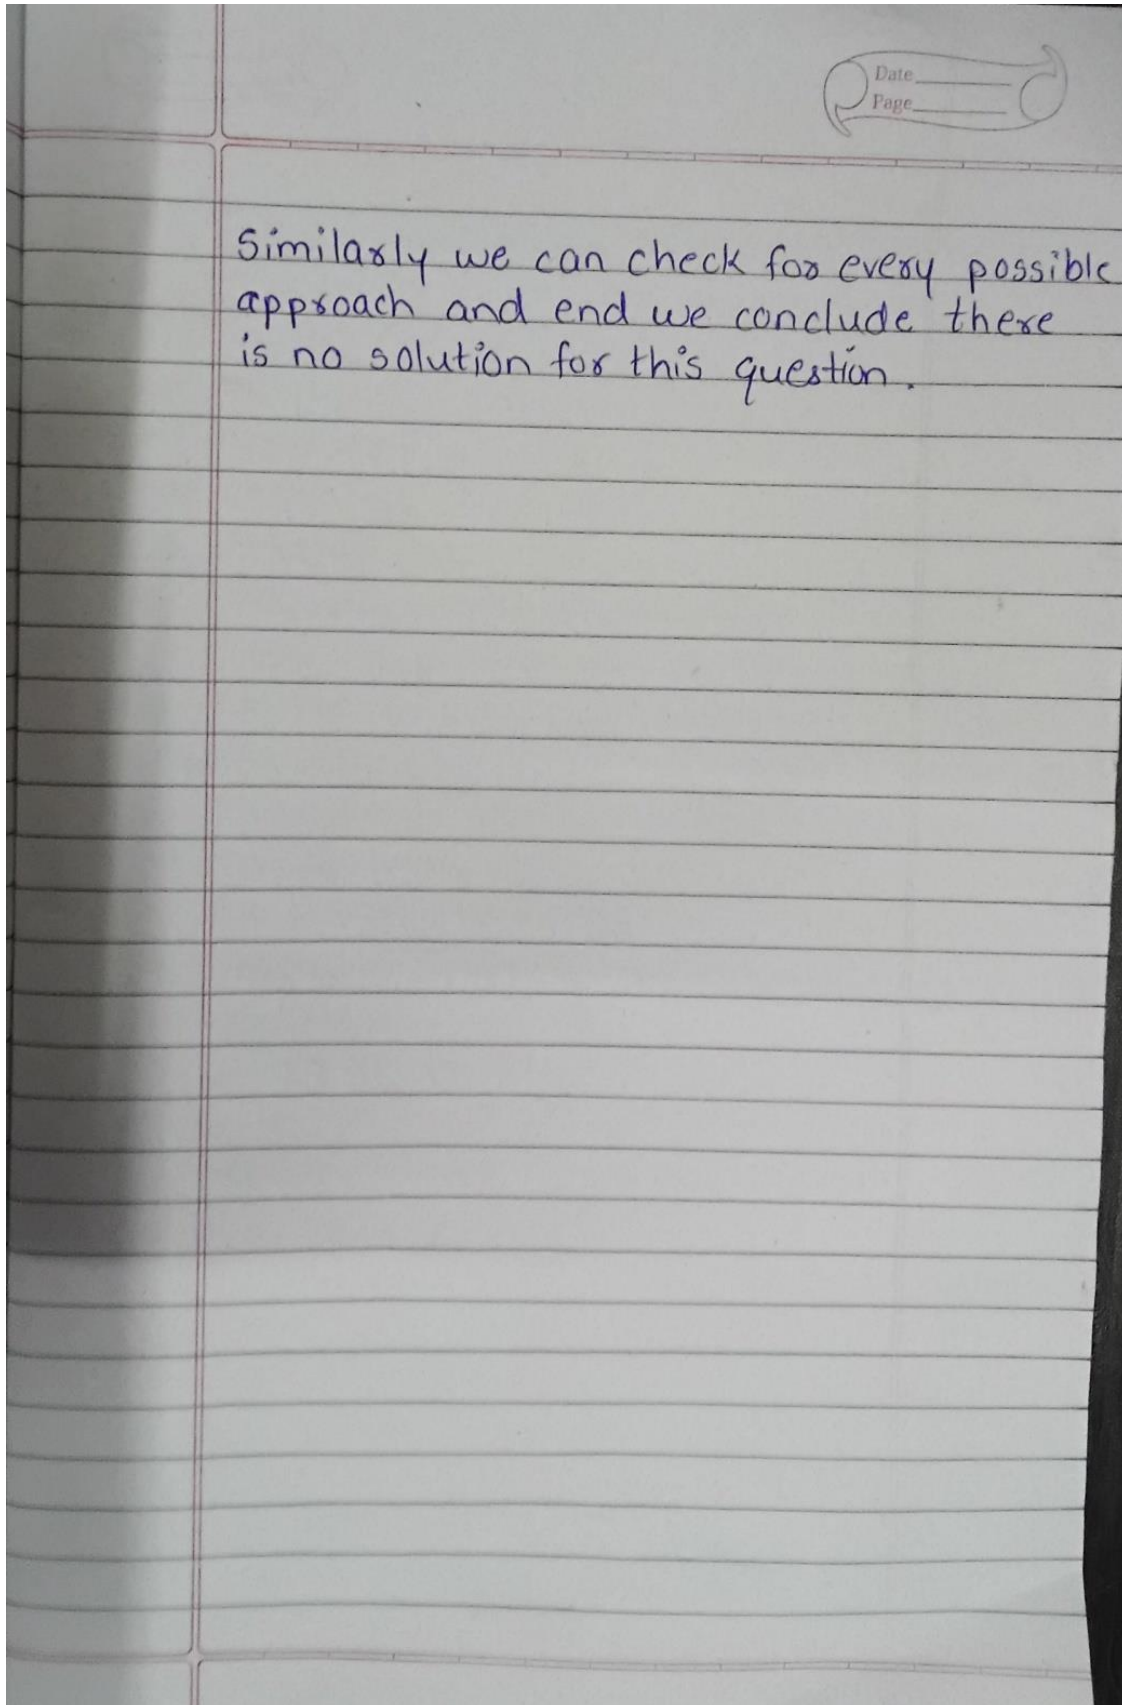 Date
Page
Similarly we can check for every possible
approach and end we conclude there
is no solution for this question.